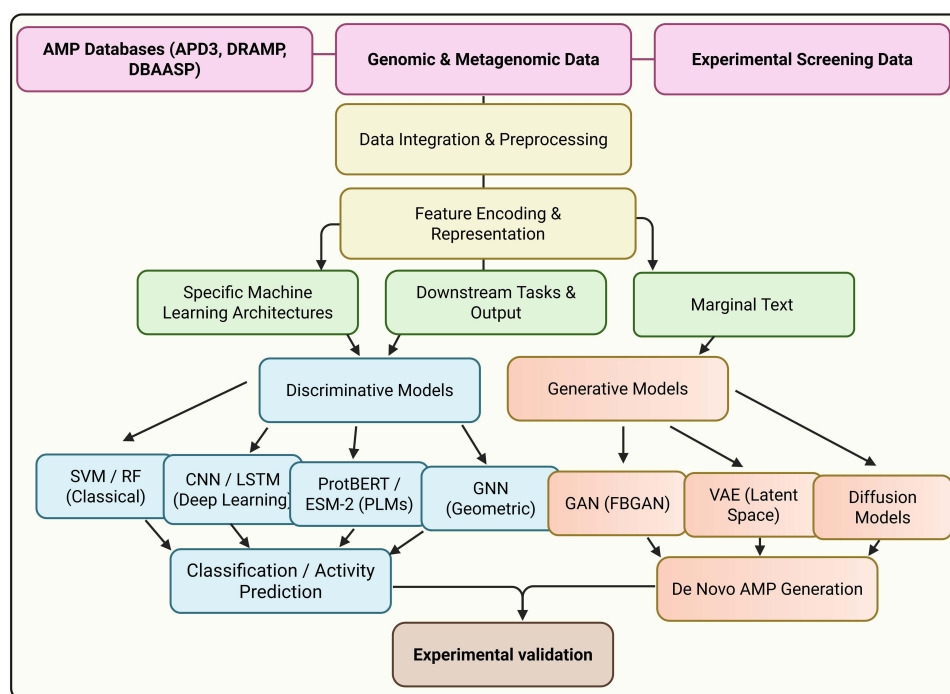 AMP Databases (APD3, DRAMP,
DBAASP)
Genomic & Metagenomic Data
Experimental Screening Data
Data Integration & Preprocessing
Feature Encoding &
Representation
Specific Machine
Learning Architectures
Downstream Tasks &
Output
Marginal Text
Discriminative Models
Generative Models
SVM / RF
(Classical)
CNN / LSTM
(Deep Learning)
ProtBERT /
ESM-2 (PLMs)
GNN
(Geometric)
GAN (FBGAN)
VAE (Latent
Space)
Diffusion
Models
Classification / Activity
Prediction
De Novo AMP Generation
Experimental validation